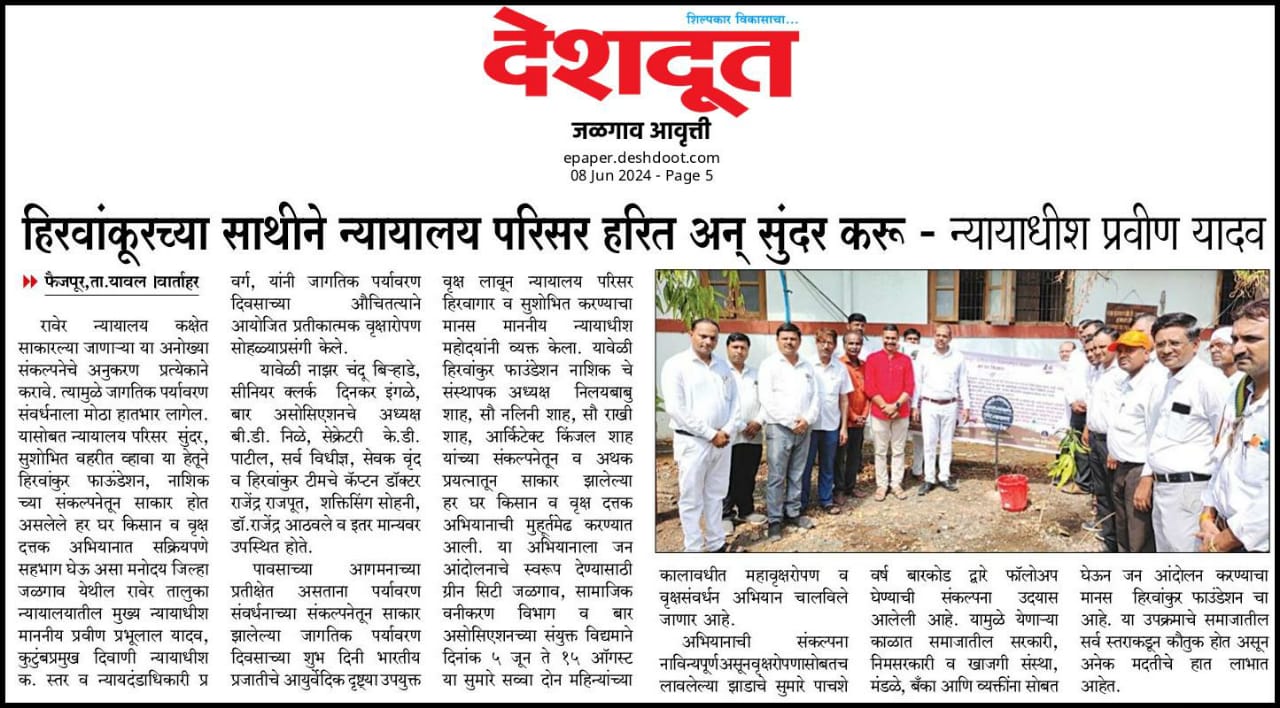 शिल्पकार विकासाचा...
देशदूत
जळगाव आवृत्ती
epaper.deshdoot.com
08 Jun 2024 - Page 5
हिरवांकूरच्या साथीने न्यायालय परिसर हरित अन् सुंदर करू - न्यायाधीश प्रवीण यादव
फैजपूर,ता.यावल ।वार्ताहर
रावेर न्यायालय कक्षेत
साकारल्या जाणाऱ्या या अनोख्या
संकल्पनेचे अनुकरण प्रत्येकाने
करावे. त्यामुळे जागतिक पर्यावरण
संवर्धनाला मोठा हातभार लागेल.
यासोबत न्यायालय परिसर सुंदर,
सुशोभित वहरीत व्हावा या हेतूने
हिरवांकुर फाऊंडेशन, नाशिक
च्या संकल्पनेतून साकार होत
असलेले हर घर किसान व वृक्ष
दत्तक अभियानात सक्रियपणे
सहभाग घेऊ असा मनोदय जिल्हा
जळगाव येथील रावेर तालुका
न्यायालयातील मुख्य न्यायाधीश
माननीय प्रवीण प्रभूलाल यादव,
कुटुंबप्रमुख दिवाणी न्यायाधीश
क. स्तर व न्यायदंडाधिकारी प्र
वर्ग, यांनी जागतिक पर्यावरण
दिवसाच्या औचितत्याने
आयोजित प्रतीकात्मक वृक्षारोपण
सोहळ्याप्रसंगी केले.
यावेळी नाझर चंदू बिऱ्हाडे,
सीनियर क्लर्क दिनकर इंगळे,
बार असोसिएशनचे अध्यक्ष
बी.डी. निळे, सेक्रेटरी के.डी.
पाटील, सर्व विधीज्ञ, सेवक वृंद
व हिरवांकुर टीमचे कॅप्टन डॉक्टर
राजेंद्र राजपूत, शक्तिसिंग सोहनी,
डॉ.राजेंद्र आठवले व इतर मान्यवर
उपस्थित होते.
पावसाच्या आगमनाच्या
प्रतीक्षेत असताना पर्यावरण
संवर्धनाच्या संकल्पनेतून साकार
झालेल्या जागतिक पर्यावरण
दिवसाच्या शुभ दिनी भारतीय
प्रजातीचे आयुर्वेदिक दृष्ट्या उपयुक्त
वृक्ष लावून न्यायालय परिसर
हिरवागार व सुशोभित करण्याचा
मानस माननीय न्यायाधीश
महोदयांनी व्यक्त केला. यावेळी
हिरवांकुर फाउंडेशन नाशिक चे
संस्थापक अध्यक्ष निलयबाबु
शाह, सौ नलिनी शाह, सौ राखी
शाह, आर्किटेक्ट किंजल शाह
यांच्या संकल्पनेतून व अथक
प्रयत्नातून साकार झालेल्या
हर घर किसान व वृक्ष दत्तक
अभियानाची मुहूर्तमेढ करण्यात
आली. या अभियानाला जन
आंदोलनाचे स्वरूप देण्यासाठी
ग्रीन सिटी जळगाव, सामाजिक
वनीकरण विभाग व बार
असोसिएशनच्या संयुक्त विद्यमाने
दिनांक ५ जून ते १५ ऑगस्ट
या सुमारे सव्वा दोन महिन्यांच्या
कालावधीत महावृक्षरोपण व
वृक्षसंवर्धन अभियान चालविले
जाणार आहे.
अभियानाची संकल्पना
नाविन्यपूर्णअसूनवृक्षरोपणासोबतच
लावलेल्या झाडाचे सुमारे पाचशे
वर्ष बारकोड द्वारे फॉलोअप
घेण्याची संकल्पना उदयास
आलेली आहे. यामुळे येणाऱ्या
काळात समाजातील सरकारी,
निमसरकारी व खाजगी संस्था,
मंडळे, बँका आणि व्यक्तींना सोबत
घेऊन जन आंदोलन करण्याचा
मानस हिरवांकुर फाउंडेशन चा
आहे. या उपक्रमाचे समाजातील
सर्व स्तराकडून कौतुक होत असून
अनेक मदतीचे हात लाभात
आहेत.